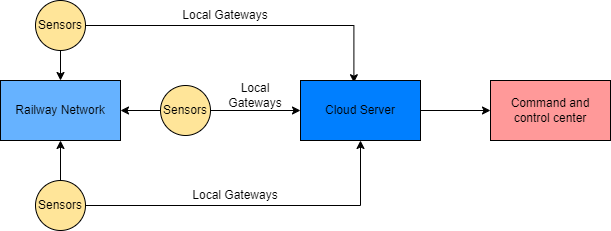 Sensors
Local Gateways
Railway Network
Sensors
Local
Gateways
Cloud Server
Command and
control center
Sensors
Local Gateways